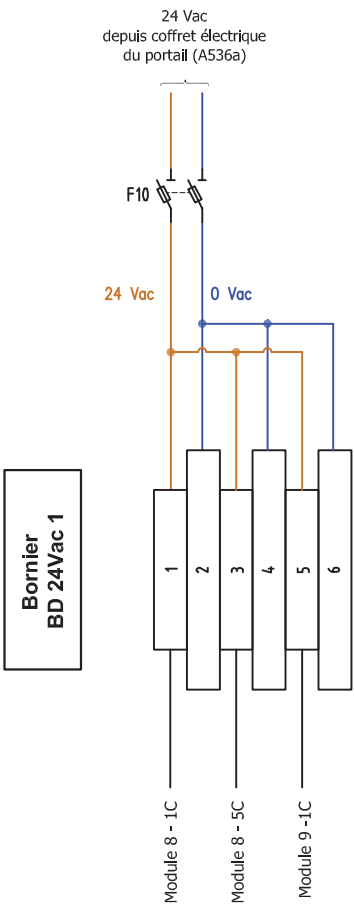 24 Vac
depuis coffret électrique
du portail (A536a)
F10
24 Vac
0 Vac
Bornier
BD 24Vac 1
1
2
3
4
5
6
Module 8 - 1C
Module 8 - 5C
Module 9 -1C